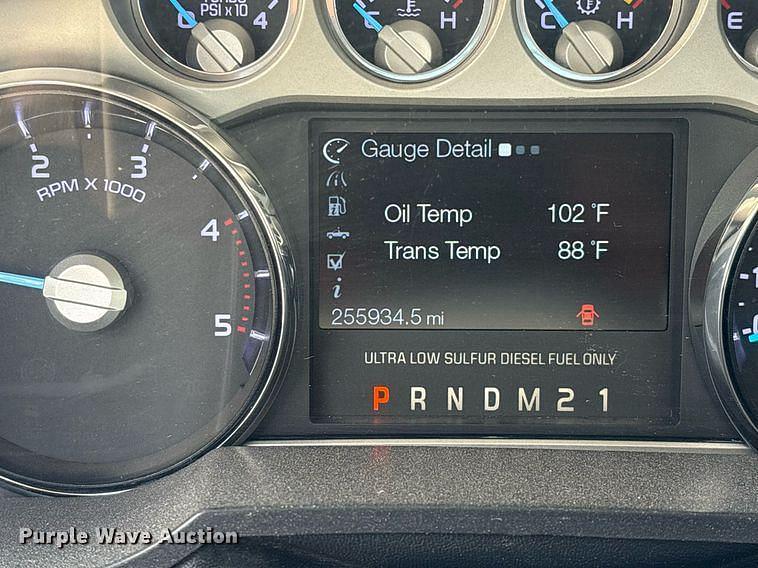 PSI x 10
4
C
H
C
H
E
2
3
RPM X 1000
4
5
Gauge Detail
Oil Temp 102 °F
Trans Temp 88 °F
i
255934.5 mi
ULTRA LOW SULFUR DIESEL FUEL ONLY
P R N D M 2 1
Purple Wave Auction